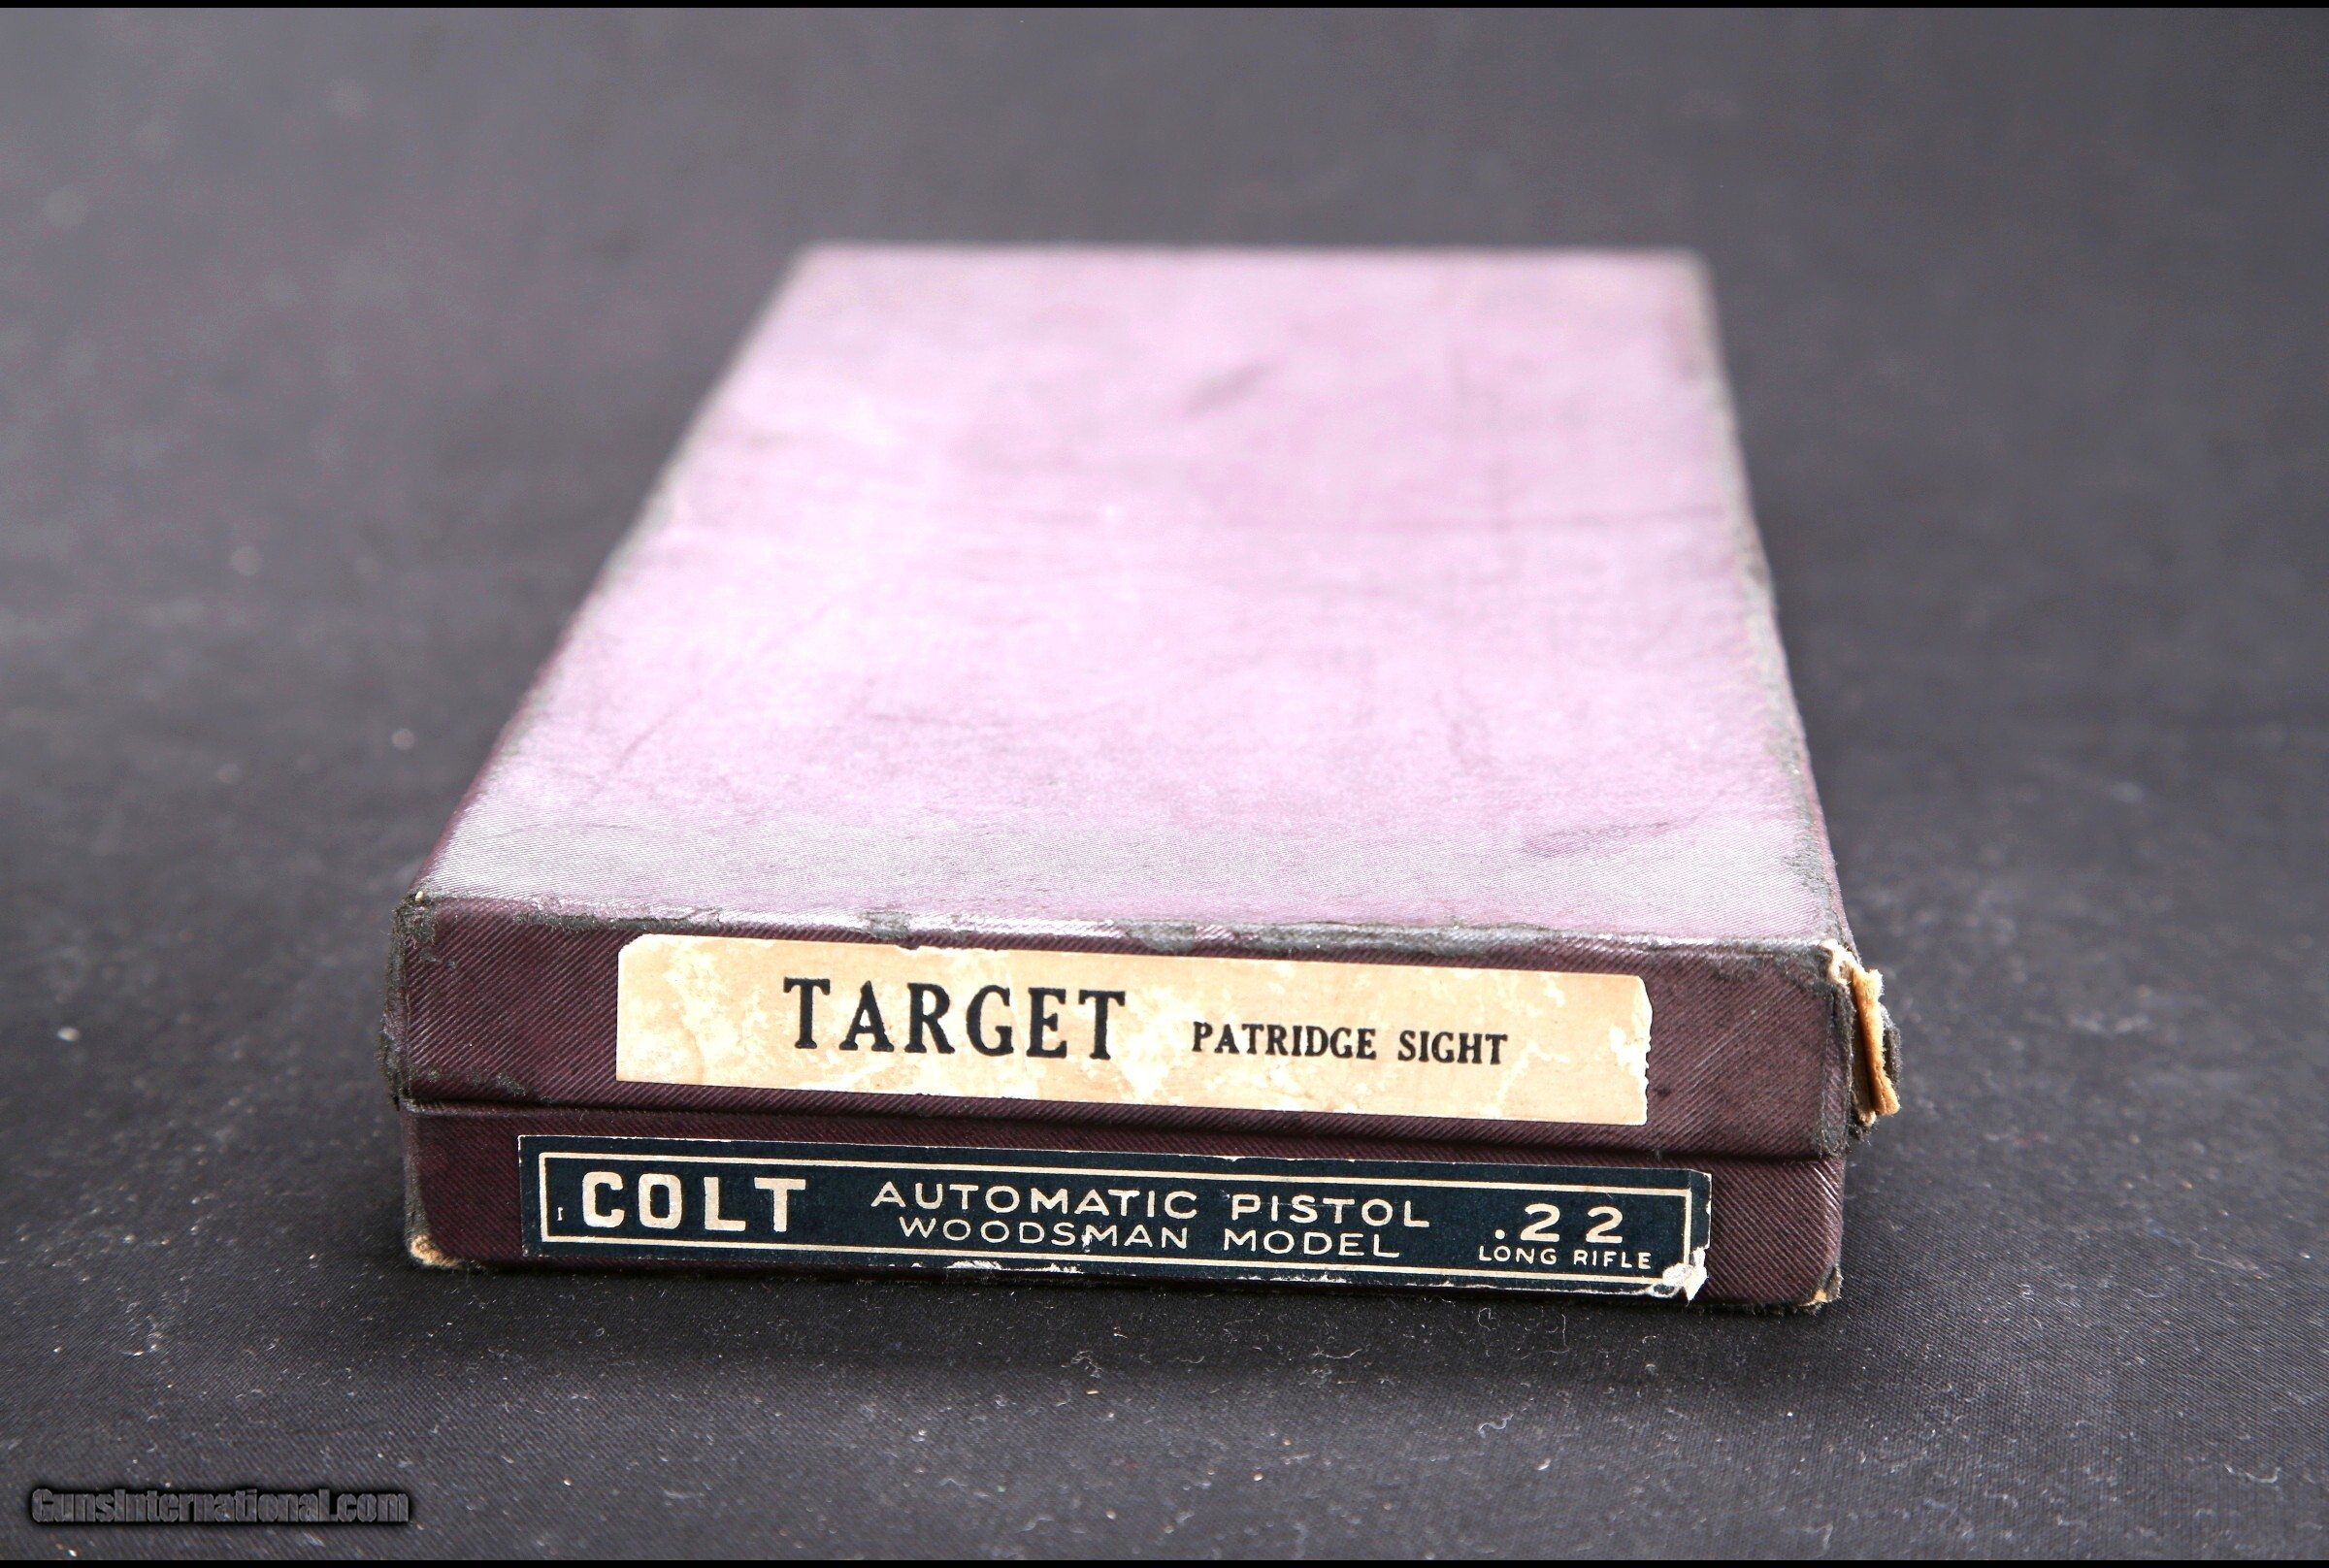 TARGET PATRIDGE SIGHT
COLT AUTOMATIC PISTOL
WOODSMAN MODEL
.22
LONG RIFLE
GunsInternational.com